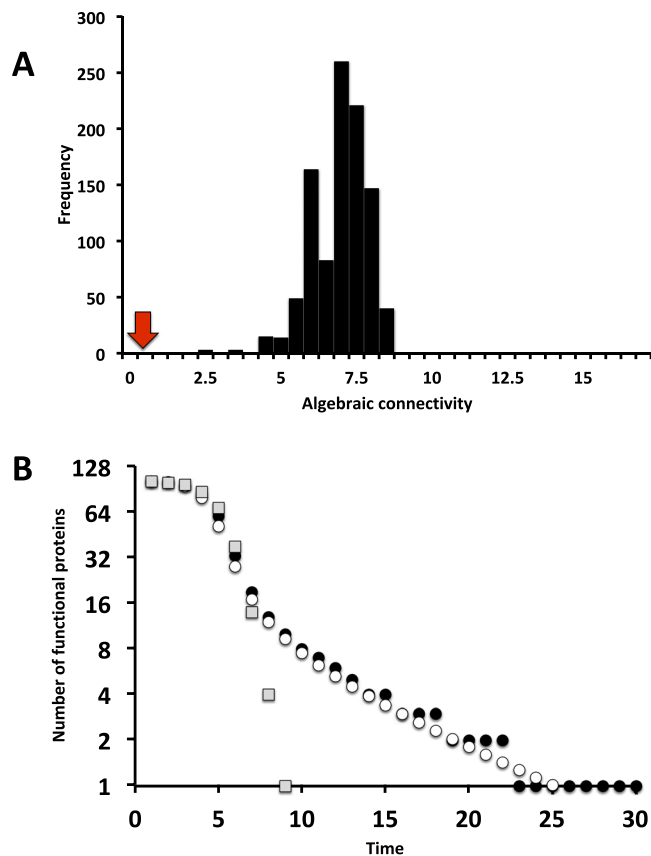 A
300
250
200
150
100
50
0
Frequency
0 2.5 5 7.5 10 12.5 15
Algebraic connectivity
B
128
64
32
16
8
4
2
1
Number of functional proteins
0 5 10 15 20 25 30
Time